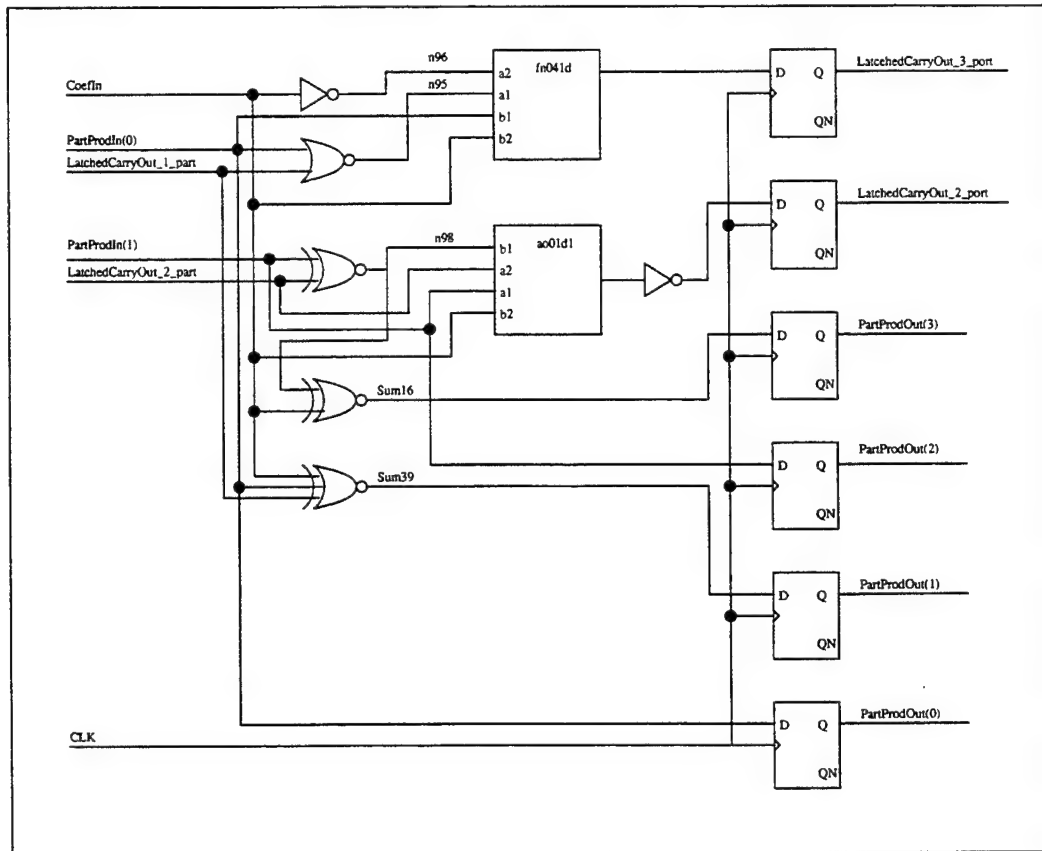 n96
fn041d
CoefIn
a2
n95
a1
b1
b2
D Q
QN
LatcehedCarryOut_3_port
PartProdIn(0)
LatchedCarryOut_1_part
D Q
QN
LatchedCarryOut_2_port
PartProdIn(1)
n98
ao01d1
LatchedCarryOut_2_part
b1
a2
a1
b2
D Q
QN
PartProdOut(3)
Sum16
D Q
QN
PartProdOut(2)
Sum39
D Q
QN
PartProdOut(1)
D Q
QN
PartProdOut(0)
CLK